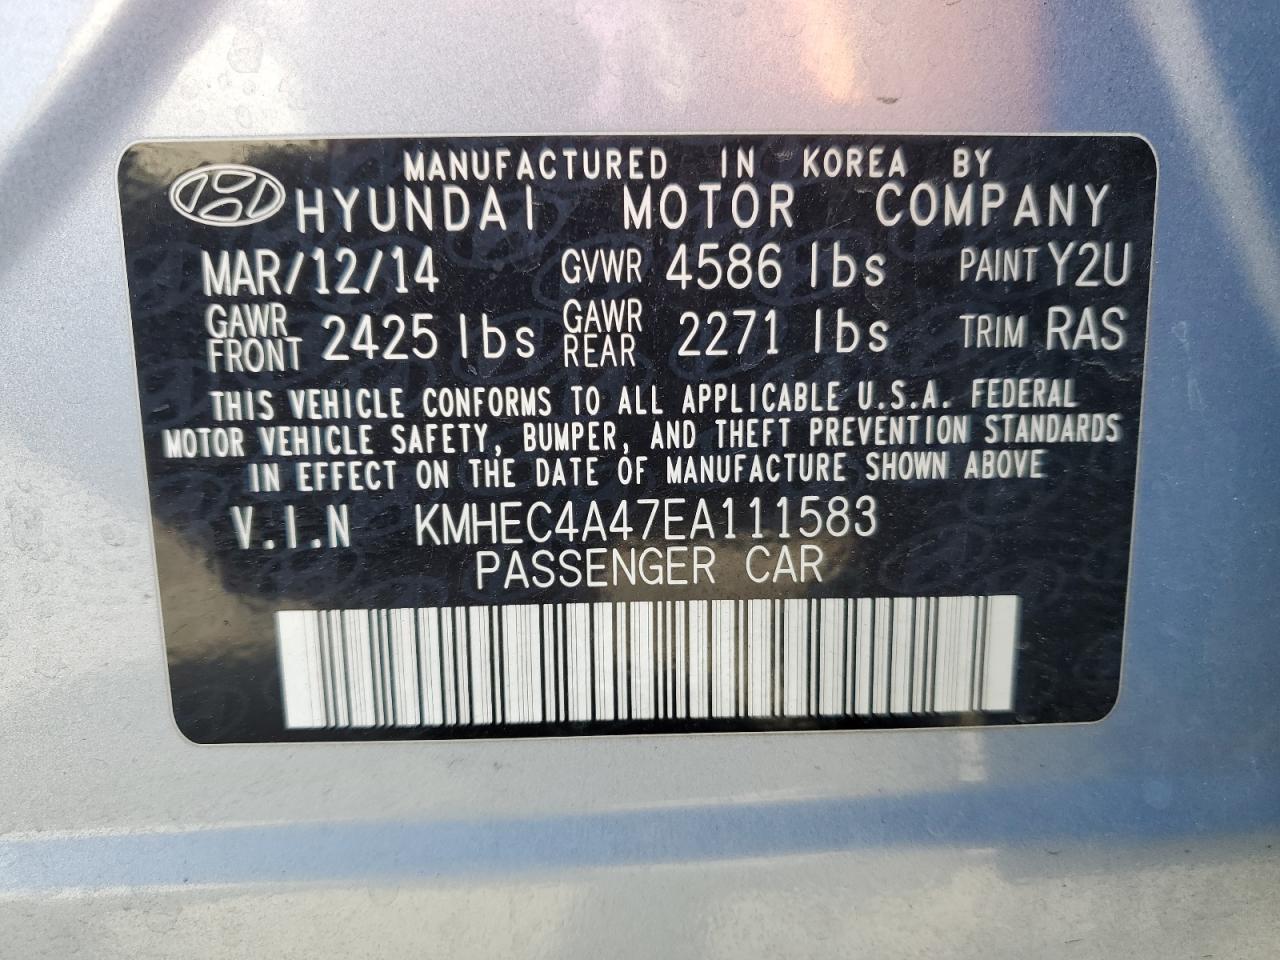 MANUFACTURED IN KOREA BY
HYUNDAI MOTOR COMPANY
MAR/12/14 GVWR 4586 lbs PAINT Y2U
GAWR FRONT 2425 lbs GAWR REAR 2271 lbs TRIM RAS
THIS VEHICLE CONFORMS TO ALL APPLICABLE U.S.A. FEDERAL
MOTOR VEHICLE SAFETY, BUMPER, AND THEFT PREVENTION STANDARDS
IN EFFECT ON THE DATE OF MANUFACTURE SHOWN ABOVE
V.I.N KMHEC4A47EA111583
PASSENGER CAR